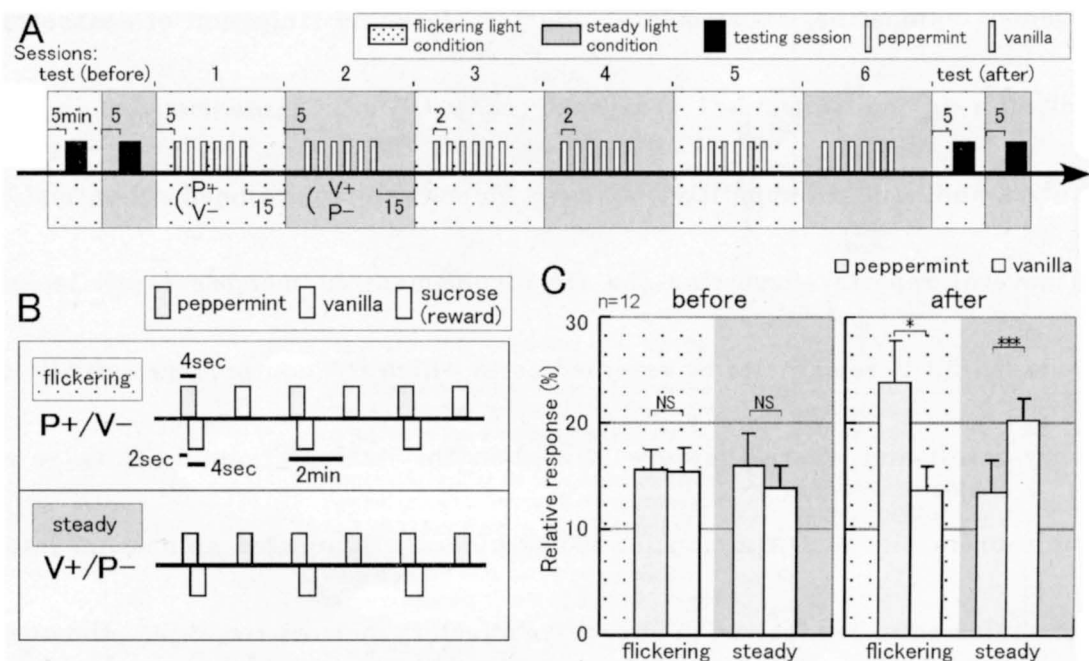 A
flickering light condition
steady light condition
testing session
peppermint
vanilla
Sessions:
test (before) 1 2 3 4 5 6 test (after)
5min 5 5 5 2 2 5 5
( P+ V- 15
( V+ P- 15
B
peppermint
vanilla
sucrose (reward)
flickering
P+/V-
4sec
2sec
4sec
2min
steady
V+/P-
C
peppermint vanilla
n=12 before after
Relative response (%)
30
20
10
0
NS NS * ***
flickering steady flickering steady